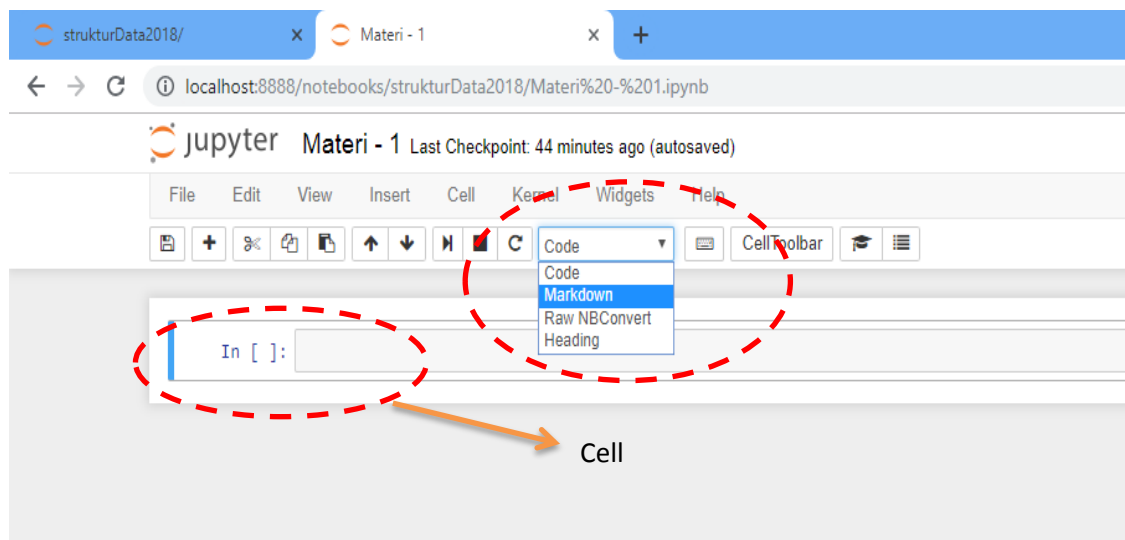 strukturData2018/ Materi - 1
localhost:8888/notebooks/strukturData2018/Materi%20-%201.ipynb
jupyter Materi - 1 Last Checkpoint: 44 minutes ago (autosaved)
File Edit View Insert Cell Kernel Widgets Help
Code CellToolbar
Code
Markdown
Raw NBConvert
Heading
In [ ]:
Cell